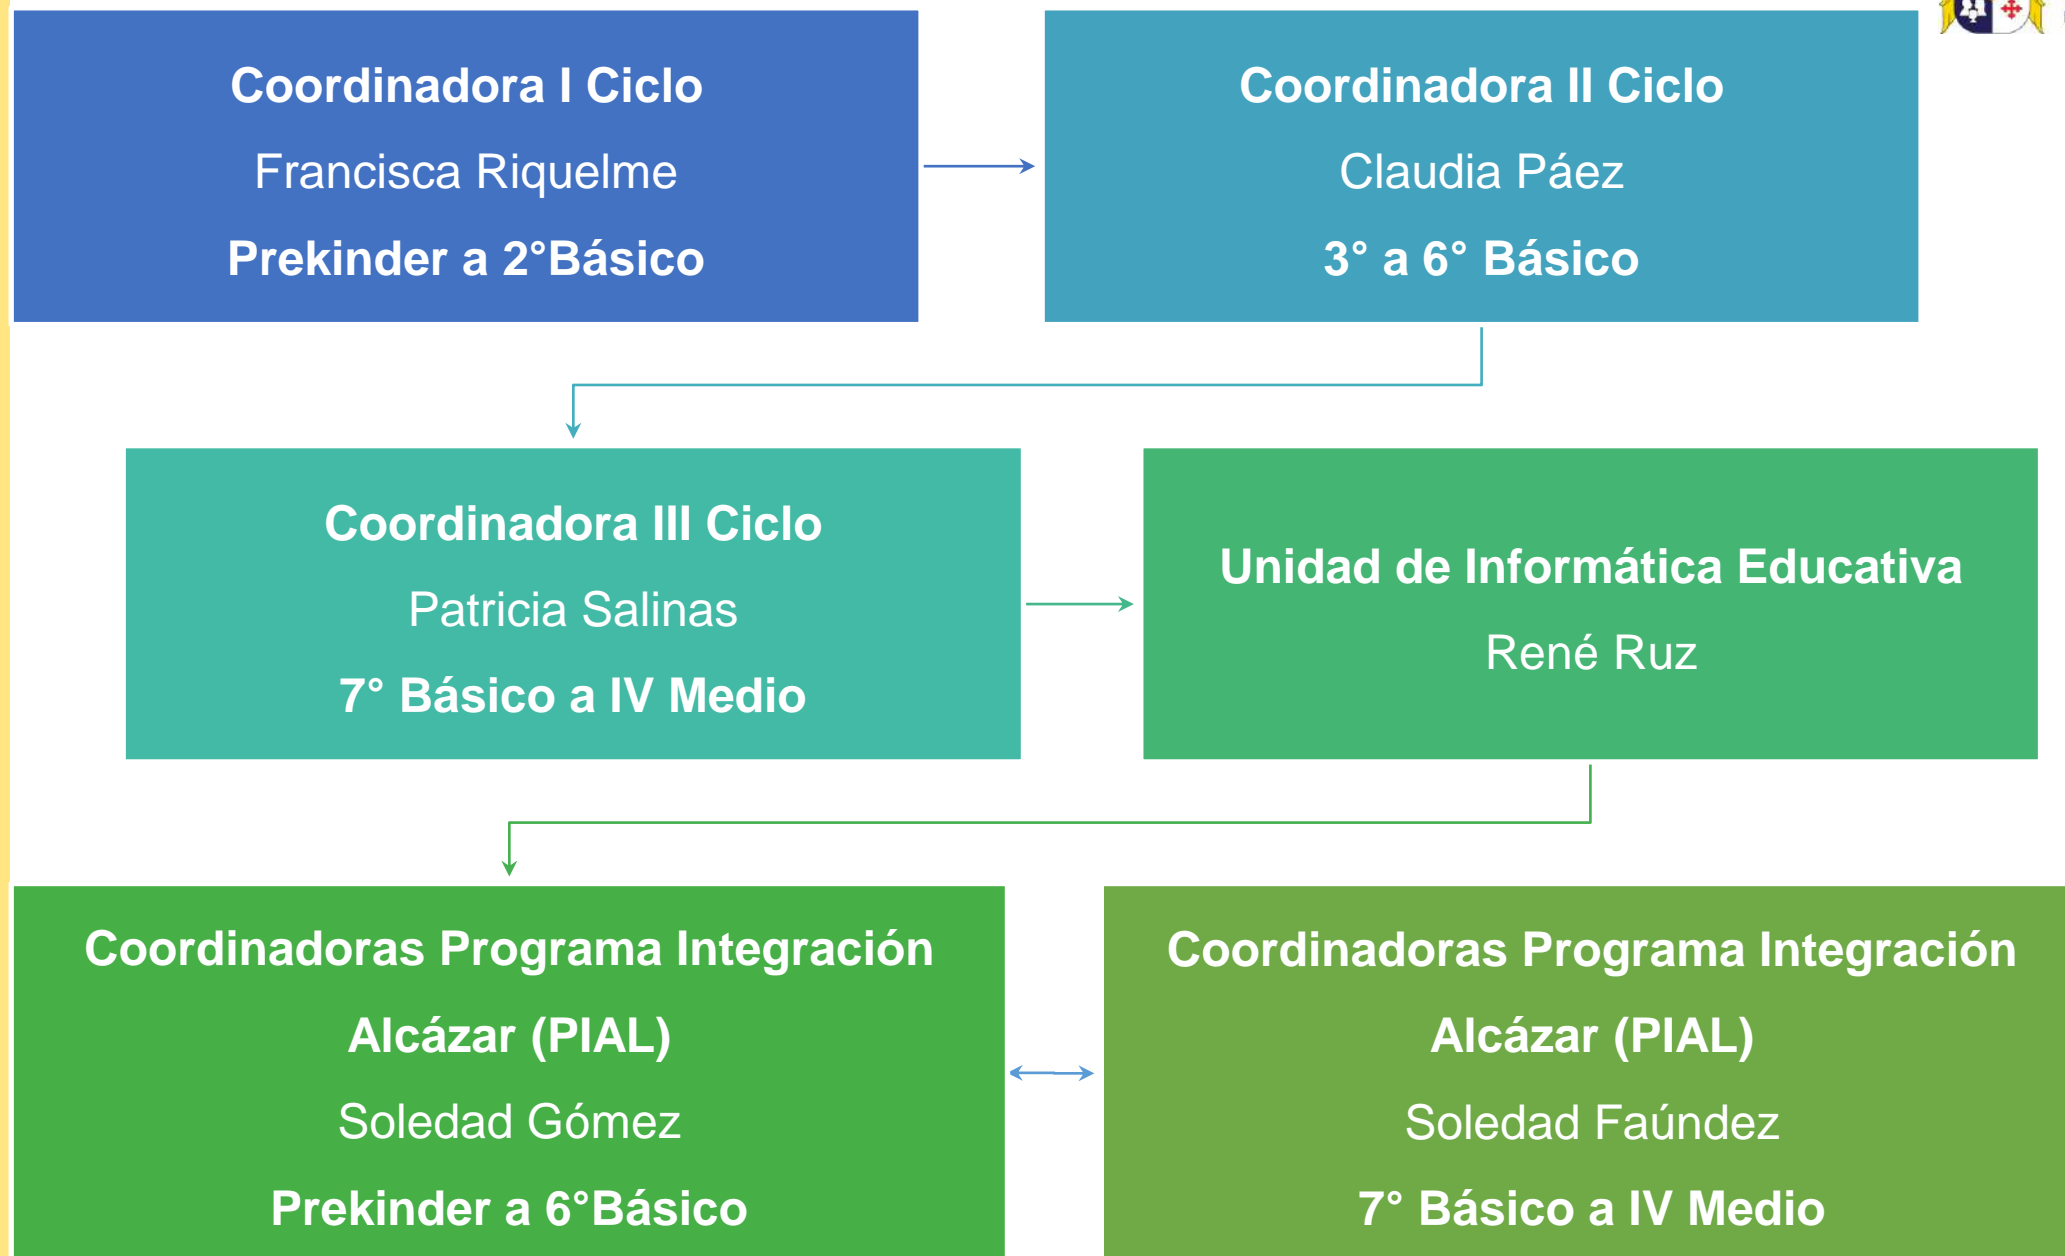 Coordinadora I Ciclo
Francisca Riquelme
Prekinder a 2°Básico
Coordinadora II Ciclo
Claudia Páez
3° a 6° Básico
Coordinadora III Ciclo
Patricia Salinas
7° Básico a IV Medio
Unidad de Informática Educativa
René Ruz
Coordinadoras Programa Integración
Alcázar (PIAL)
Soledad Gómez
Prekinder a 6°Básico
Coordinadoras Programa Integración
Alcázar (PIAL)
Soledad Faúndez
7° Básico a IV Medio